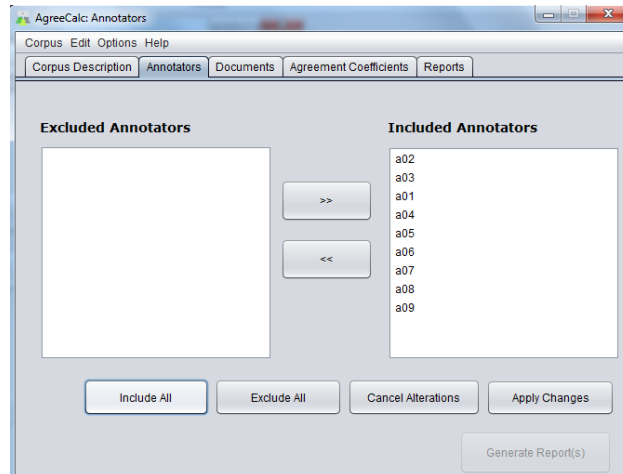 AgreeCalc: Annotators
Corpus Edit Options Help
Corpus Description Annotators Documents Agreement Coefficients Reports
Excluded Annotators Included Annotators
a02
a03
>> a01
a04
a05
<< a06
a07
a08
a09
Include All Exclude All Cancel Alterations Apply Changes
Generate Report(s)